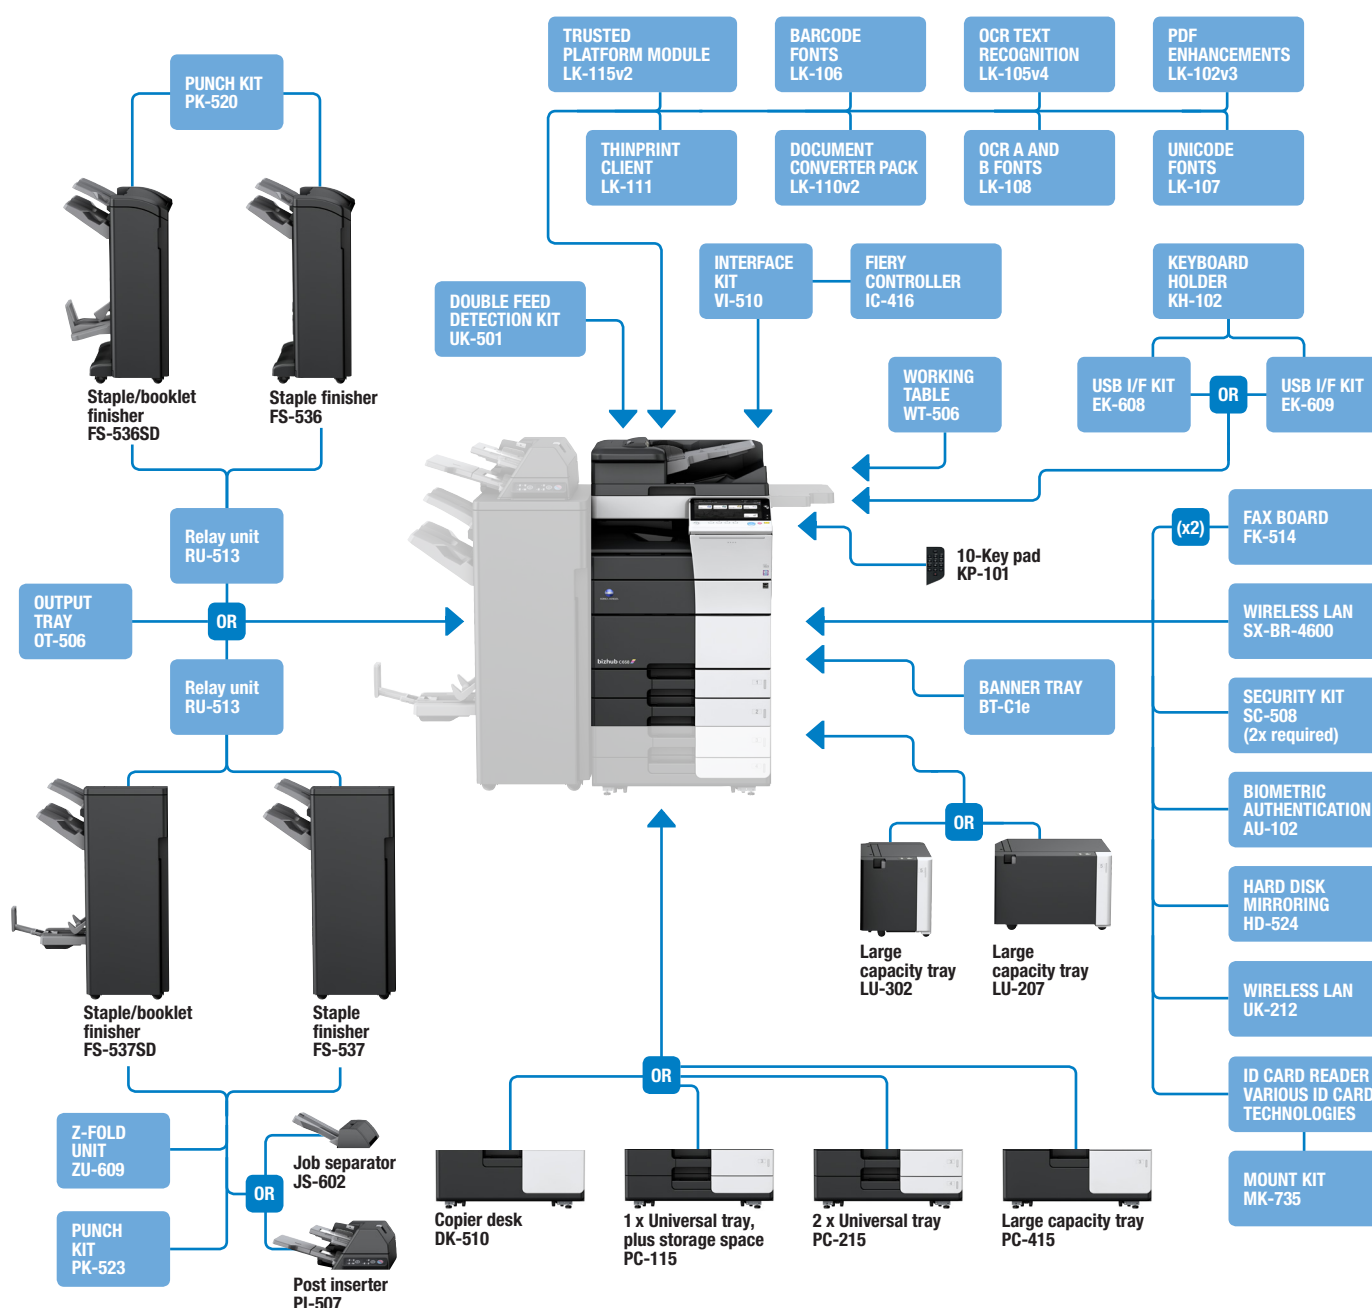 TRUSTED
PLATFORM MODULE
LK-115v2
BARCODE
FONTS
LK-106
OCR TEXT
RECOGNITION
LK-105v4
PDF
ENHANCEMENTS
LK-102v3
PUNCH KIT
PK-520
THINPRINT
CLIENT
LK-111
DOCUMENT
CONVERTER PACK
LK-110v2
OCR A AND
B FONTS
LK-108
UNICODE
FONTS
LK-107
INTERFACE
KIT
VI-510
FIERY
CONTROLLER
IC-416
KEYBOARD
HOLDER
KH-102
DOUBLE FEED
DETECTION KIT
UK-501
WORKING
TABLE
WT-506
USB I/F KIT
EK-608
OR
USB I/F KIT
EK-609
Staple/booklet
finisher
FS-536SD
Staple finisher
FS-536
Relay unit
RU-513
(x2)
FAX BOARD
FK-514
10-Key pad
KP-101
OUTPUT
TRAY
OT-506
OR
WIRELESS LAN
SX-BR-4600
bizhub
Relay unit
RU-513
BANNER TRAY
BT-C1e
SECURITY KIT
SC-508
(2x required)
BIOMETRIC
AUTHENTICATION
AU-102
OR
HARD DISK
MIRRORING
HD-524
Large
capacity tray
LU-302
Large
capacity tray
LU-207
WIRELESS LAN
UK-212
Staple/booklet
finisher
FS-537SD
Staple
finisher
FS-537
OR
ID CARD READER
VARIOUS ID CARD
TECHNOLOGIES
Z-FOLD
UNIT
ZU-609
Job separator
JS-602
OR
MOUNT KIT
MK-735
PUNCH
KIT
PK-523
Post inserter
PI-507
Copier desk
DK-510
1 x Universal tray,
plus storage space
PC-115
2 x Universal tray
PC-215
Large capacity tray
PC-415